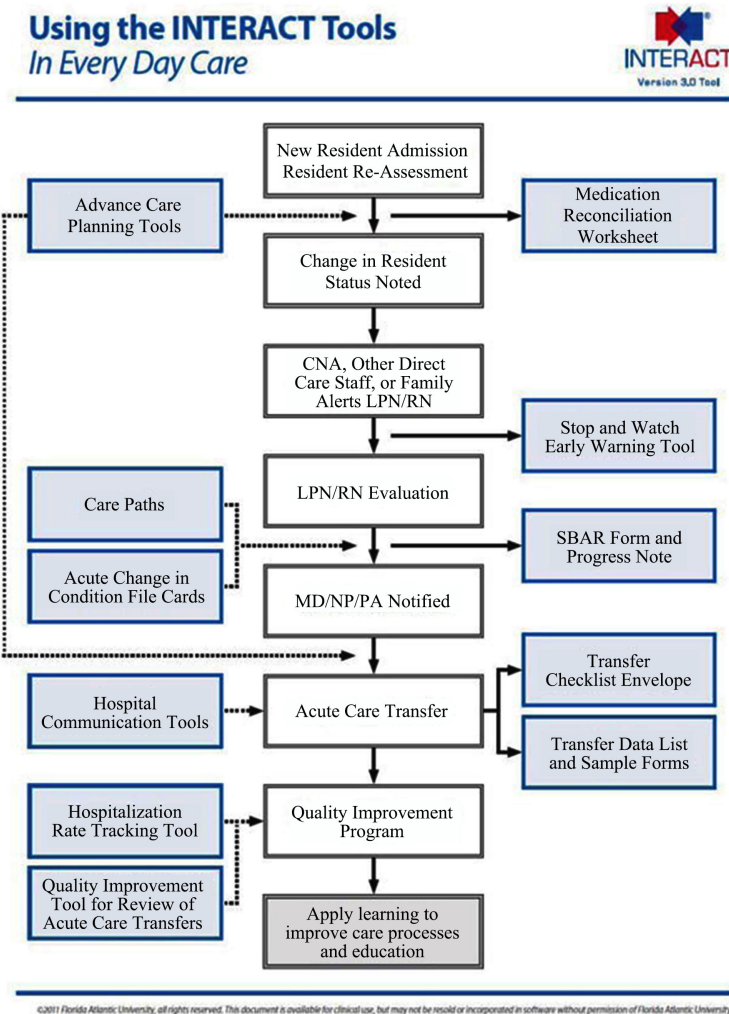 Using the INTERACT Tools
In Every Day Care
INTERACT
Version 3.0 Tool
New Resident Admission
Resident Re-Assessment
Advance Care
Planning Tools
Medication
Reconciliation
Worksheet
Change in Resident
Status Noted
CNA, Other Direct
Care Staff, or Family
Alerts LPN/RN
Stop and Watch
Early Warning Tool
LPN/RN Evaluation
Care Paths
SBAR Form and
Progress Note
Acute Change in
Condition File Cards
MD/NP/PA Notified
Transfer
Checklist Envelope
Hospital
Communication Tools
Acute Care Transfer
Transfer Data List
and Sample Forms
Hospitalization
Rate Tracking Tool
Quality Improvement
Program
Quality Improvement
Tool for Review of
Acute Care Transfers
Apply learning to
improve care processes
and education
©2011 Florida Atlantic University, all rights reserved. This document is available for clinical use, but may not be resold or incorporated in software without permission of Florida Atlantic University